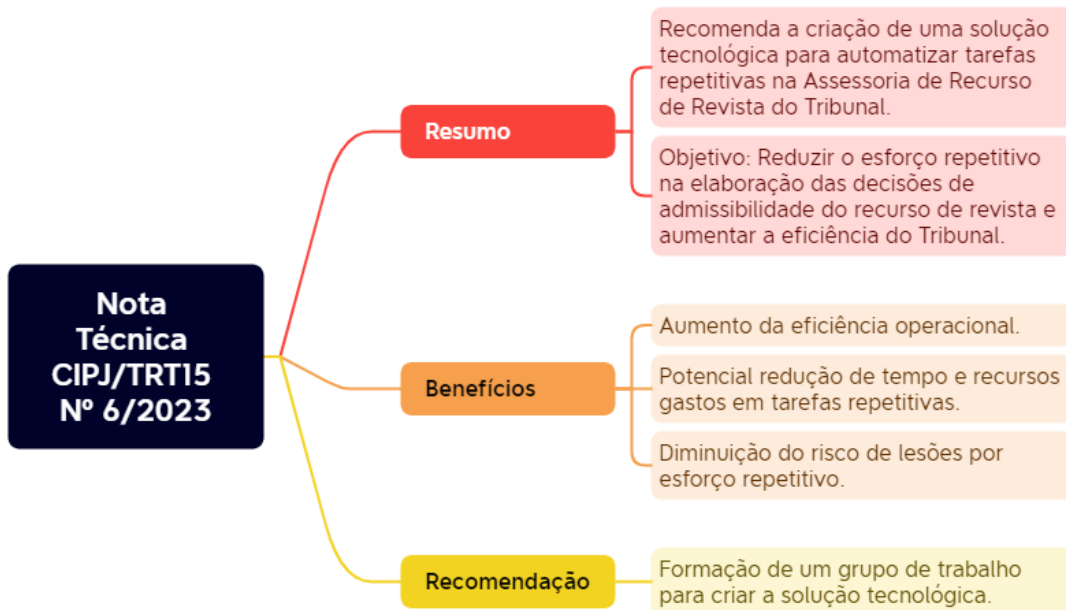 Nota
Técnica
CIPJ/TRT15
Nº 6/2023
Resumo
Recomenda a criação de uma solução
tecnológica para automatizar tarefas
repetitivas na Assessoria de Recurso
de Revista do Tribunal.
Objetivo: Reduzir o esforço repetitivo
na elaboração das decisões de
admissibilidade do recurso de revista e
aumentar a eficiência do Tribunal.
Benefícios
Aumento da eficiência operacional.
Potencial redução de tempo e recursos
gastos em tarefas repetitivas.
Diminuição do risco de lesões por
esforço repetitivo.
Recomendação
Formação de um grupo de trabalho
para criar a solução tecnológica.